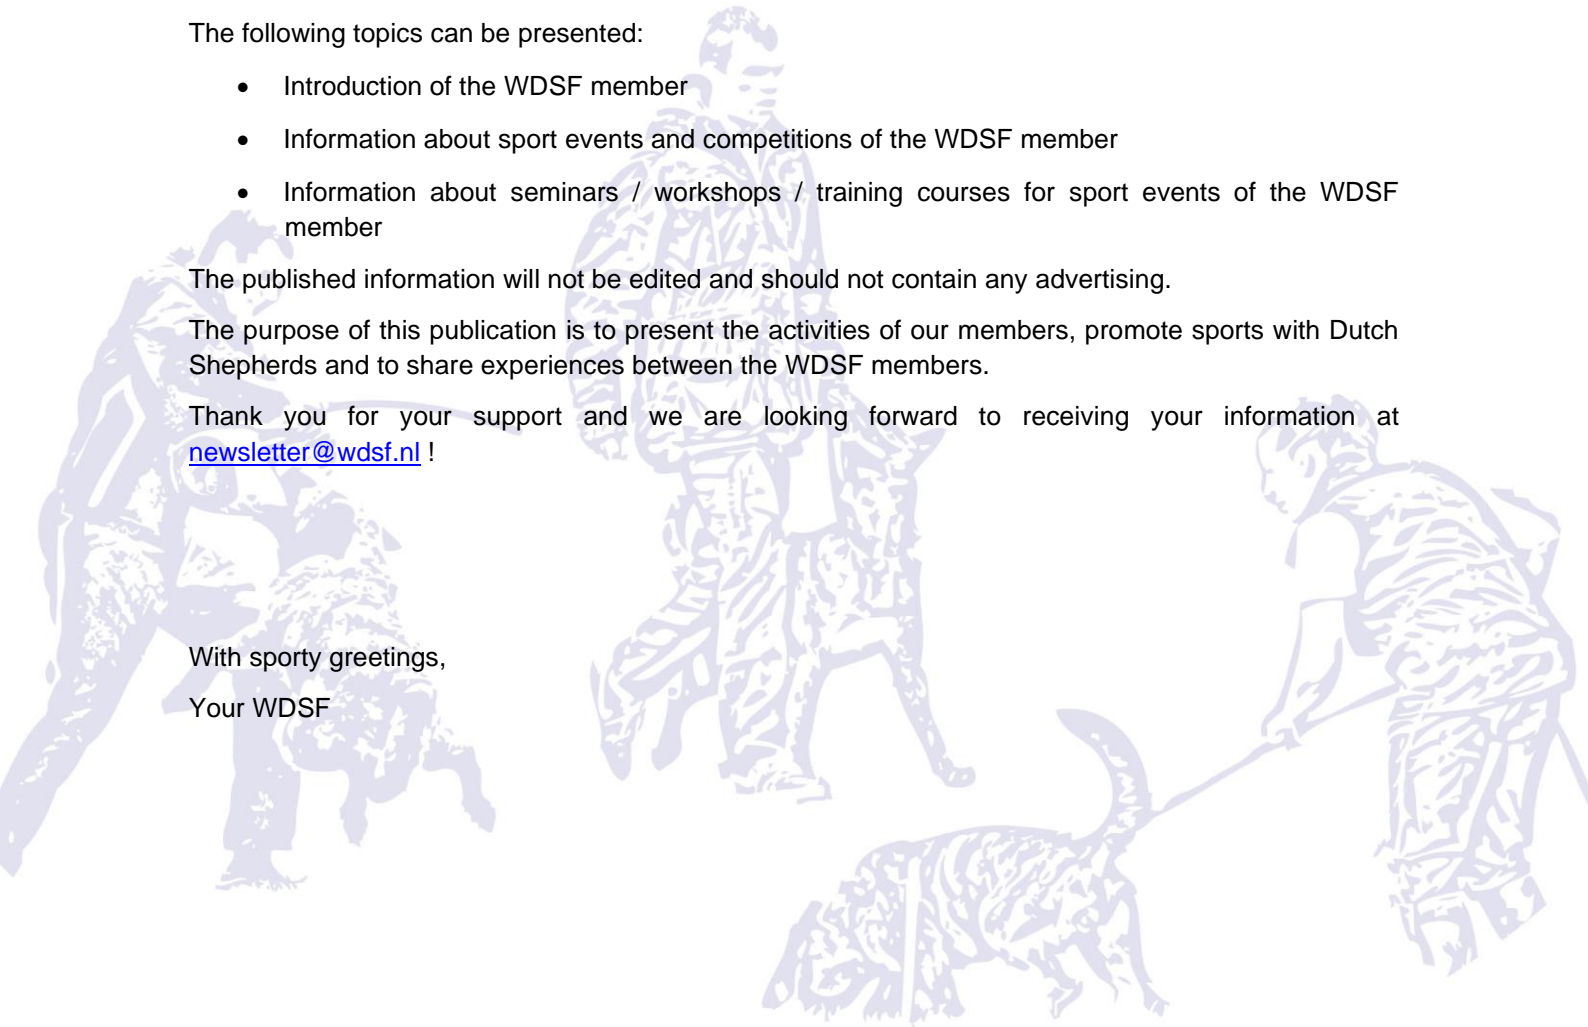 The following topics can be presented:
• Introduction of the WDSF member
• Information about sport events and competitions of the WDSF member
• Information about seminars / workshops / training courses for sport events of the WDSF
member
The published information will not be edited and should not contain any advertising.
The purpose of this publication is to present the activities of our members, promote sports with Dutch
Shepherds and to share experiences between the WDSF members.
Thank you for your support and we are looking forward to receiving your information at
newsletter@wdsf.nl !
With sporty greetings,
Your WDSF